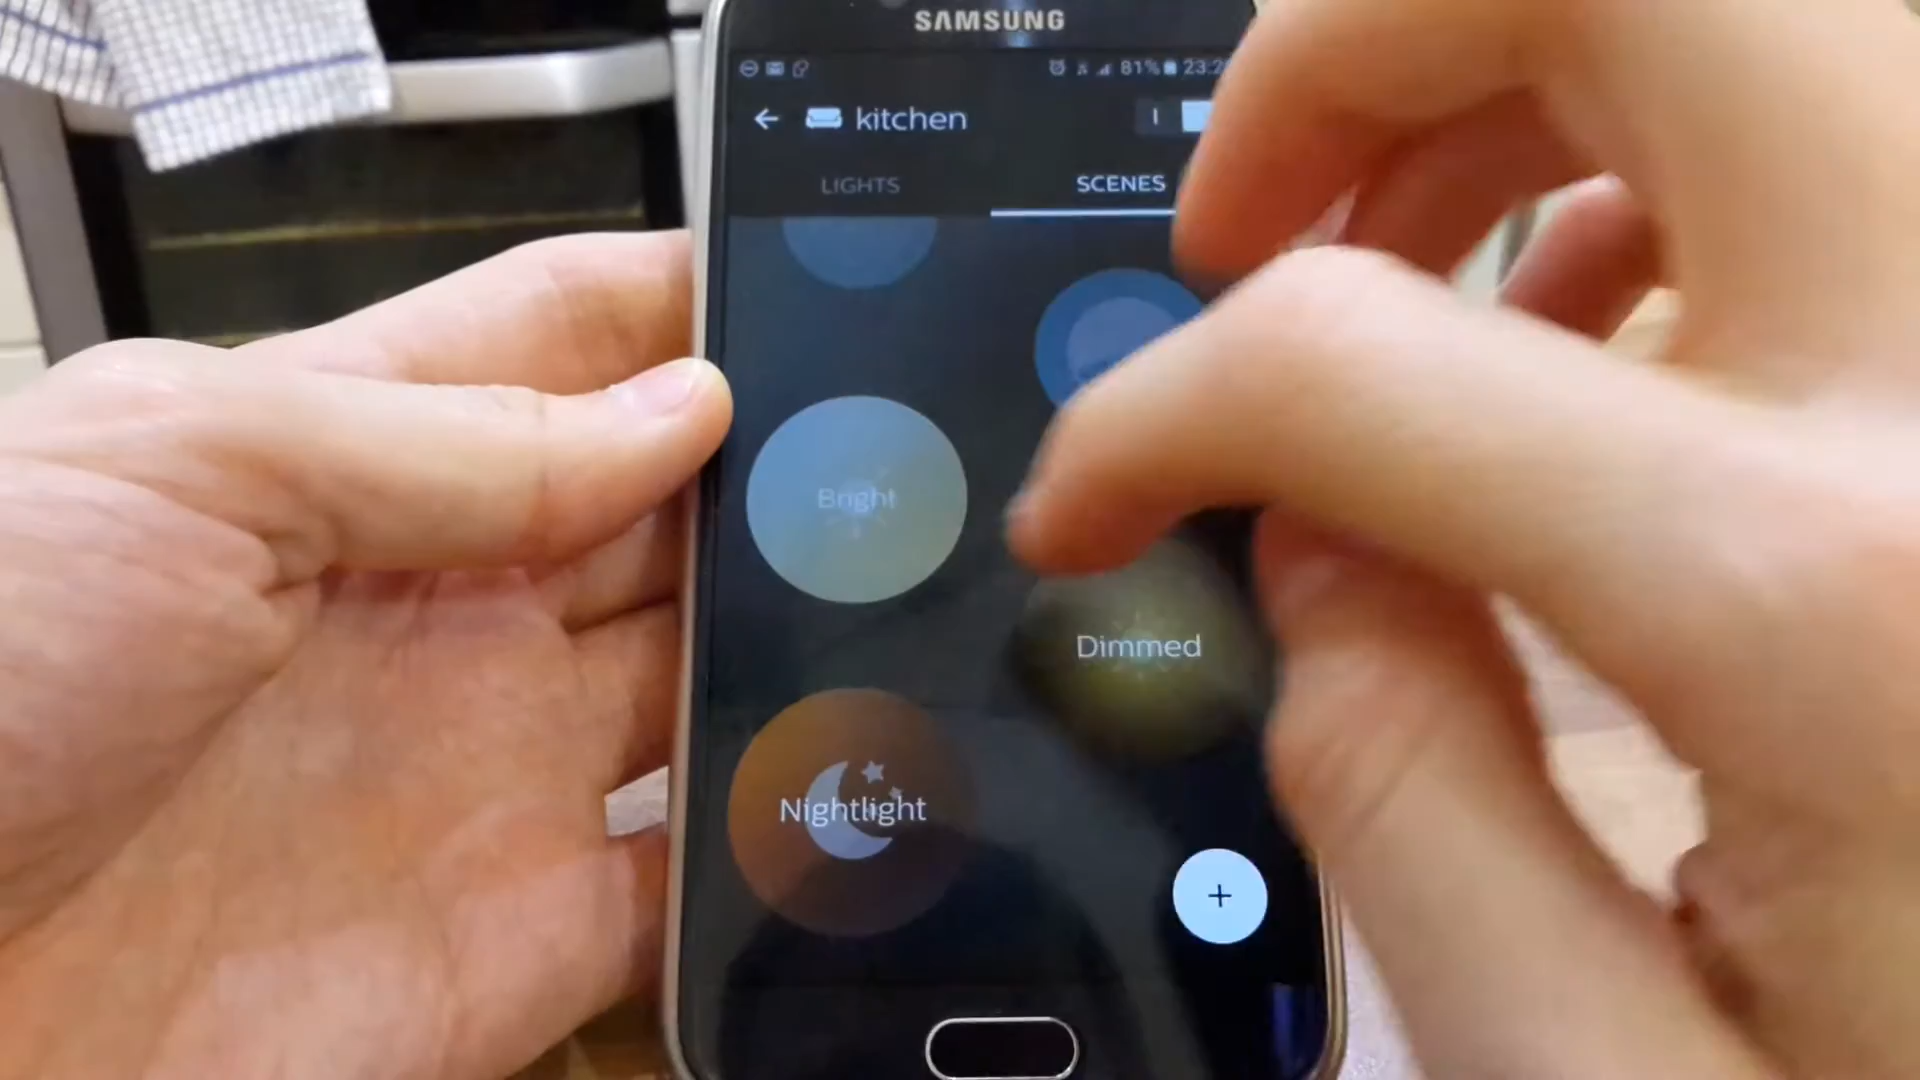 SAMSUNG
81%
kitchen
LIGHTS
SCENES
Bright
Dimmed
Nightlight
+